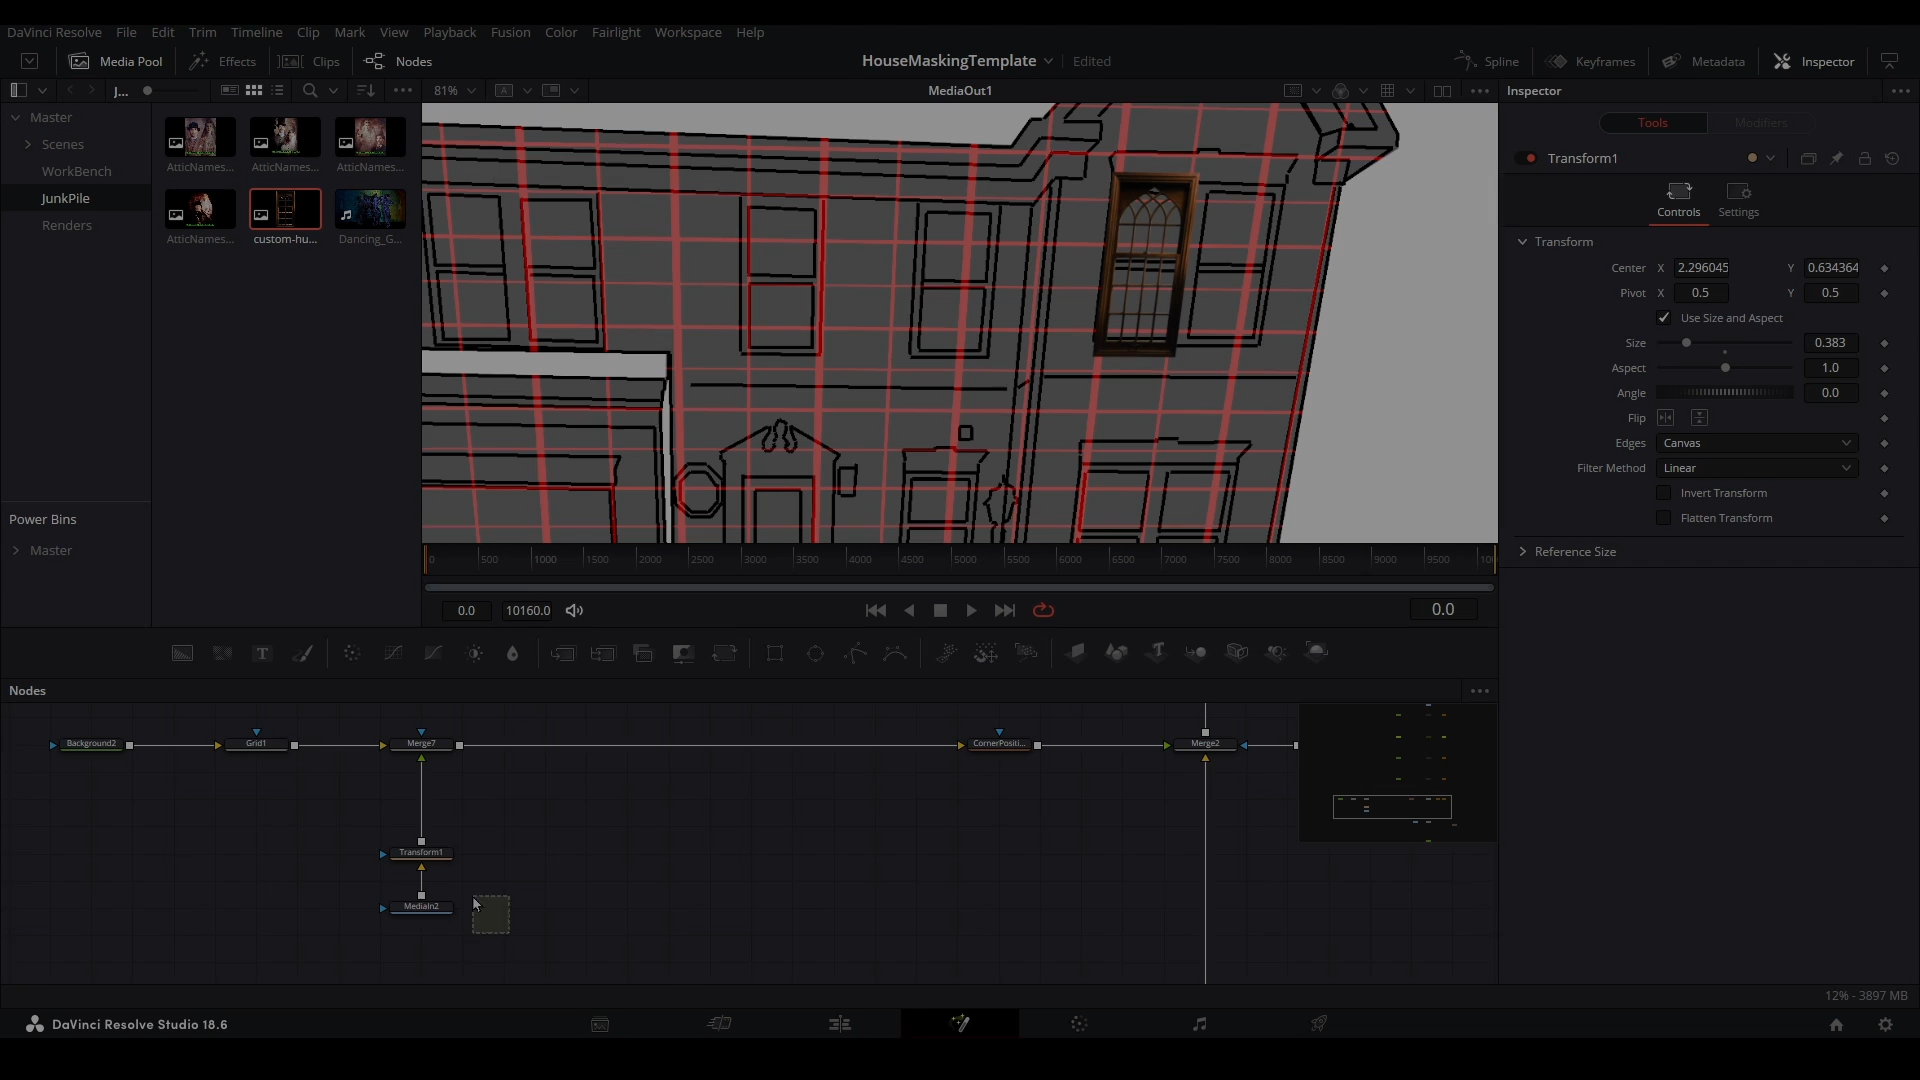 DaVinci Resolve File Edit Trim Timeline Clip Mark View Playback Fusion Color Fairlight Workspace Help
Media Pool Effects Clips Nodes HouseMaskingTemplate Edited Spline Keyframes Metadata Inspector
J... 81% MediaOut1 Inspector
Master
Scenes
WorkBench
JunkPile
Renders
AtticNames... AtticNames... AtticNames...
AtticNames... custom-hu... Dancing_G...
Power Bins
Master
Tools Modifiers
Transform1
Controls Settings
Transform
Center X 2.296045 Y 0.634364
Pivot X 0.5 Y 0.5
Use Size and Aspect
Size 0.383
Aspect 1.0
Angle 0.0
Flip
Edges Canvas
Filter Method Linear
Invert Transform
Flatten Transform
Reference Size
0 500 1000 1500 2000 2500 3000 3500 4000 4500 5000 5500 6000 6500 7000 7500 8000 8500 9000 9500
0.0 10160.0 0.0
Nodes
Background2 Grid1 Merge7 CornerPositi... Merge2
Transform1
MediaIn2
12% - 3897 MB
DaVinci Resolve Studio 18.6